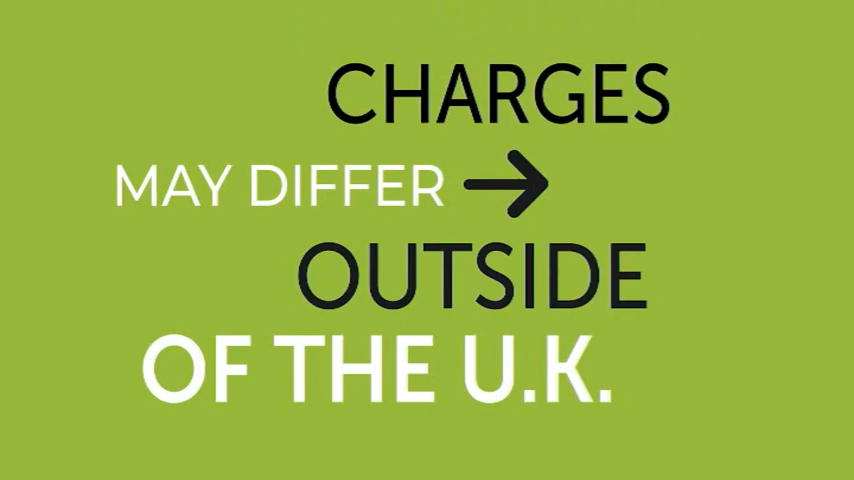 CHARGES
MAY DIFFER →
OUTSIDE
OF THE U.K.